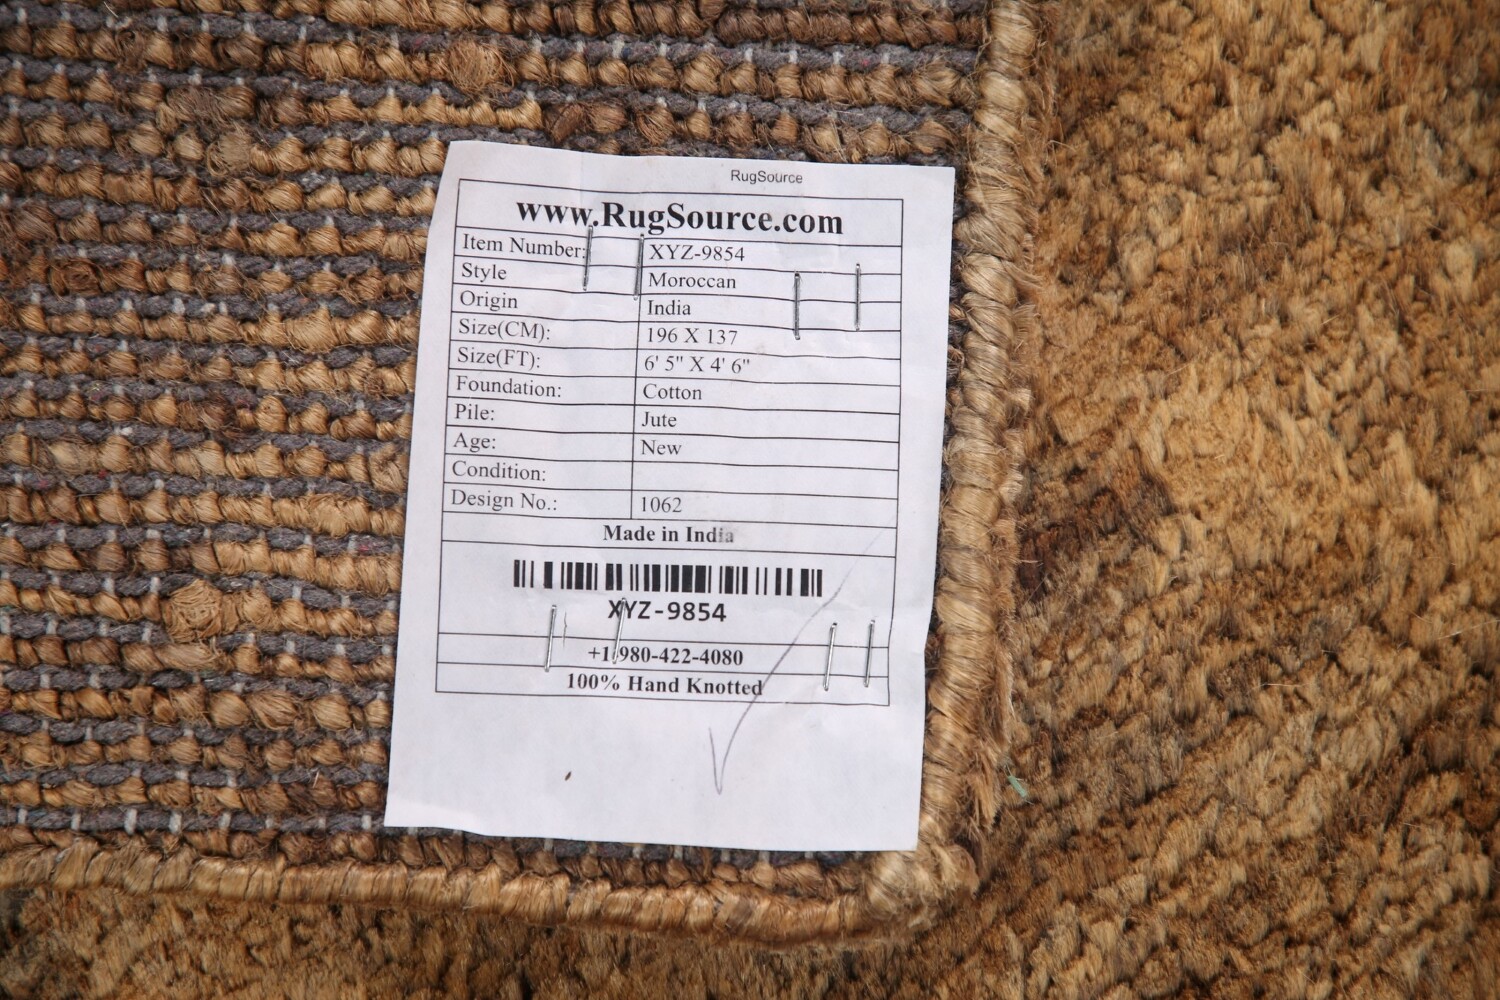 RugSource
www.RugSource.com
Item Number: XYZ-9854
Style Moroccan
Origin India
Size(CM): 196 X 137
Size(FT): 6' 5" X 4' 6"
Foundation: Cotton
Pile: Jute
Age: New
Condition:
Design No.: 1062
Made in India
XYZ-9854
+1 980-422-4080
100% Hand Knotted